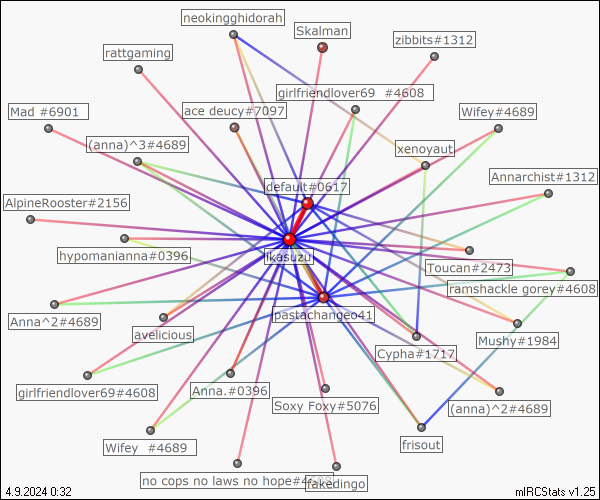 neokingghidorah
Skalman
zibbits#1312
rattgaming
girlfriendlover69 #4608
Mad #6901
ace deucy#7097
Wifey#4689
(anna)^3#4689
xenoyaut
Annarchist#1312
default#0617
AlpineRooster#2156
hypomanianna#0396
ikasuzu
Toucan#2473
ramshackle gorey#4608
Anna^2#4689
avelicious
pastachangeo41
Mushy#1984
Cypha#1717
girlfriendlover69#4608
Anna.#0396
Soxy Foxy#5076
(anna)^2#4689
Wifey #4689
frisout
no cops no laws no hope#4608
fakedingo
4.9.2024 0:32
mIRCStats v1.25